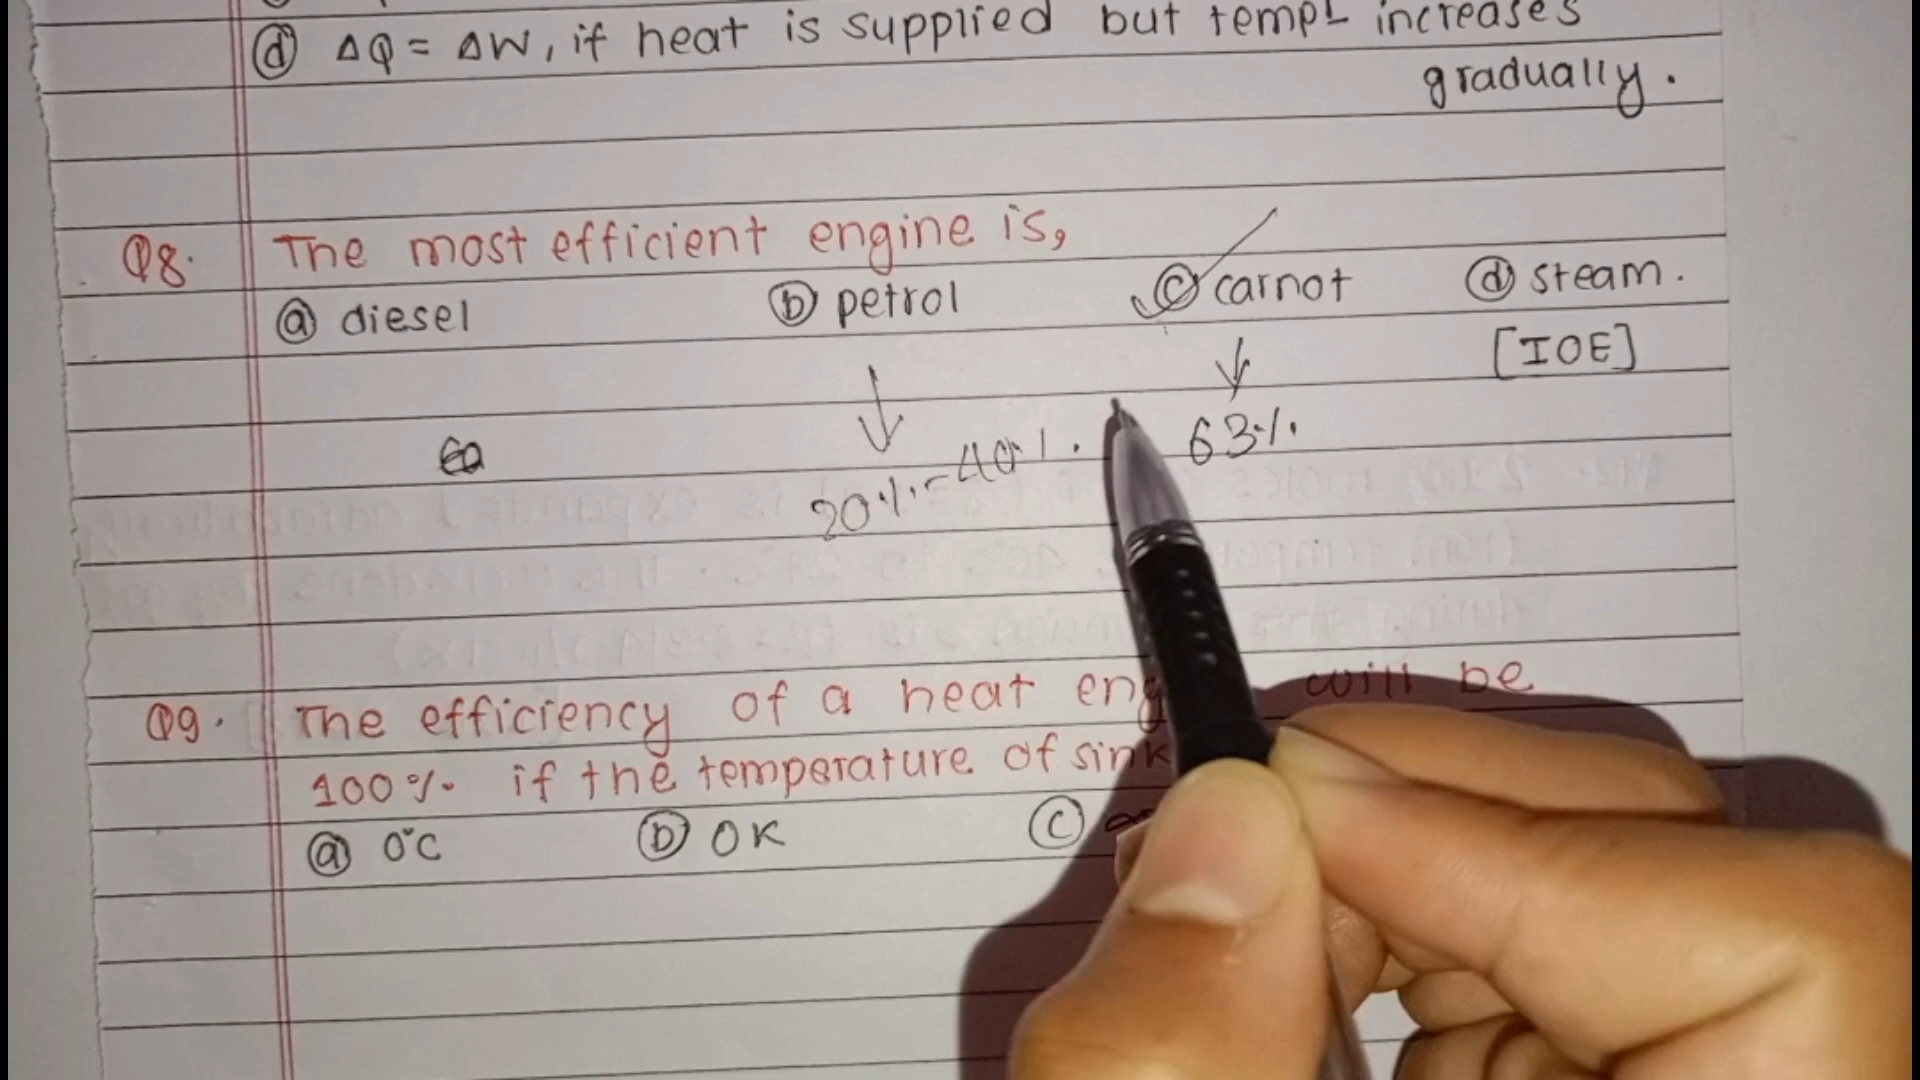 ⓓ ΔQ = ΔW, if heat is supplied but temp increases
gradually.
Q8. The most efficient engine is,
ⓐ diesel ⓑ petrol ⓒ carnot ⓓ steam.
[IOE]
20% - 40%. 63%.
Q9. The efficiency of a heat will be
100% if the temperature of sink
ⓐ 0°C ⓑ 0K ⓒ